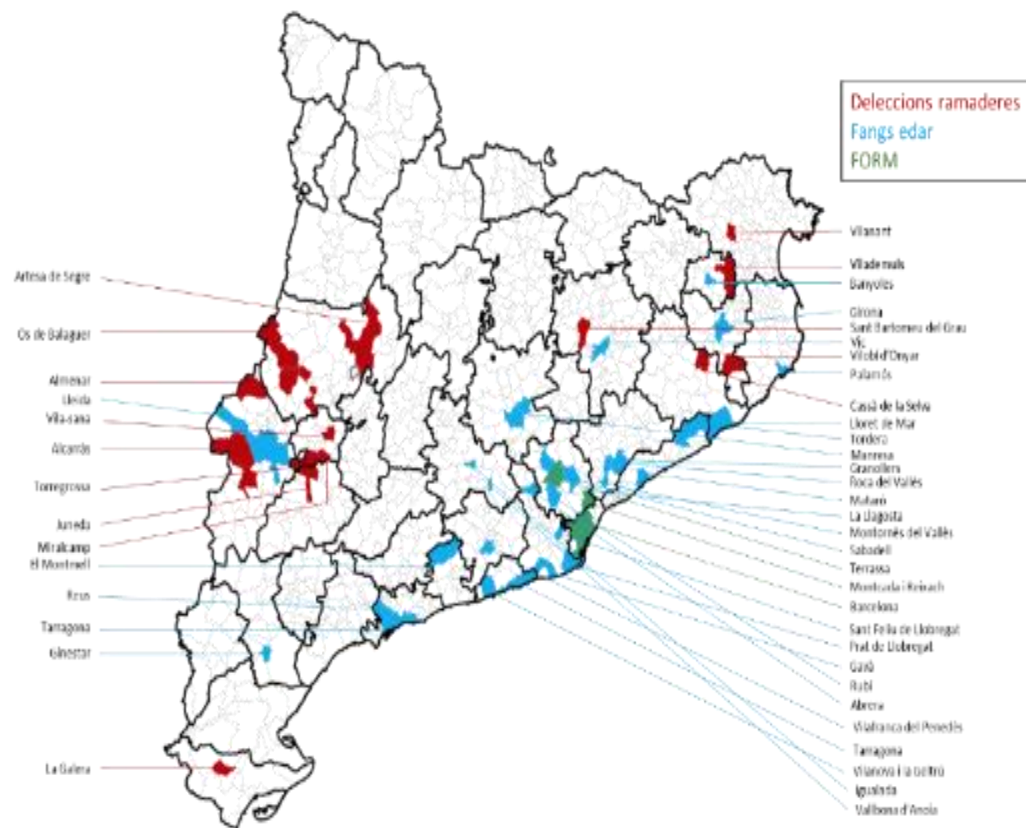 Deleccions ramaderes
Fangs edar
FORM
Artesa de Segre
Os de Balaguer
Almenar
Lleida
Vila-sana
Alcarràs
Torregrossa
Juneda
Miralcamp
El Montmell
Reus
Tarragona
Ginestar
La Galera
Vilanant
Vilademuls
Banyoles
Girona
Sant Bartomeu del Grau
Vic
Vilobí d'Onyar
Palamós
Cassà de la Selva
Lloret de Mar
Tordera
Manresa
Granollers
Roca del Vallès
Mataró
La Llagosta
Montornès del Vallès
Sabadell
Terrassa
Montcada i Reixach
Barcelona
Sant Feliu de Llobregat
Prat de Llobregat
Gavà
Rubí
Abrera
Vilafranca del Penedès
Tarragona
Vilanova i la Geltrú
Igualada
Vallbona d'Anoia